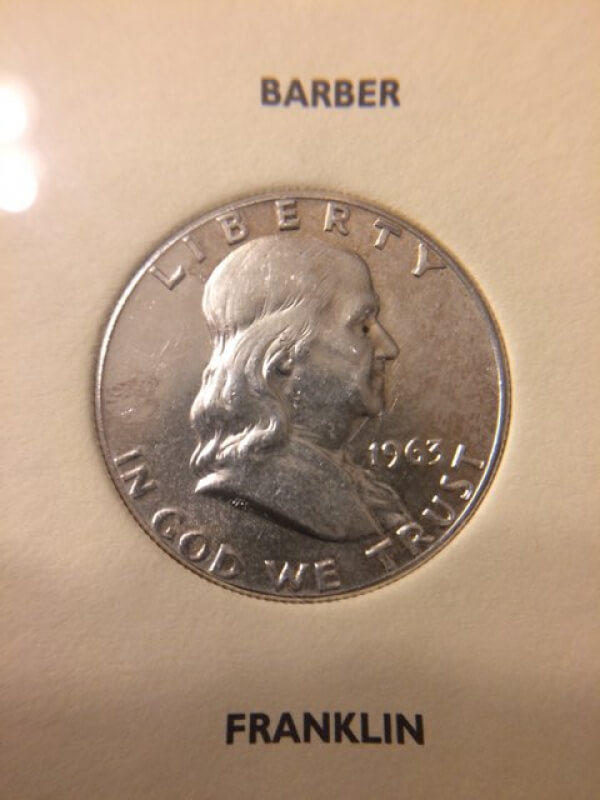 BARBER
LIBERTY
1963
IN GOD WE TRUST
FRANKLIN